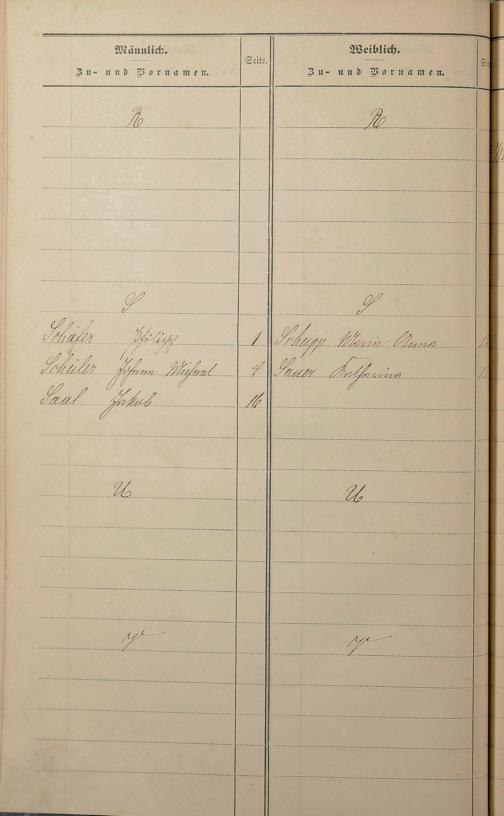 Männlich.
Zu- und Vornamen.
Seite.
Weiblich.
Zu- und Vornamen.
R
R
S
S
Schäfer Philipp 1
Schupp Maria Anna
Schüler Johann Michael 4
Sauer Katharina
Saal Jakob 16
U
U
V
V